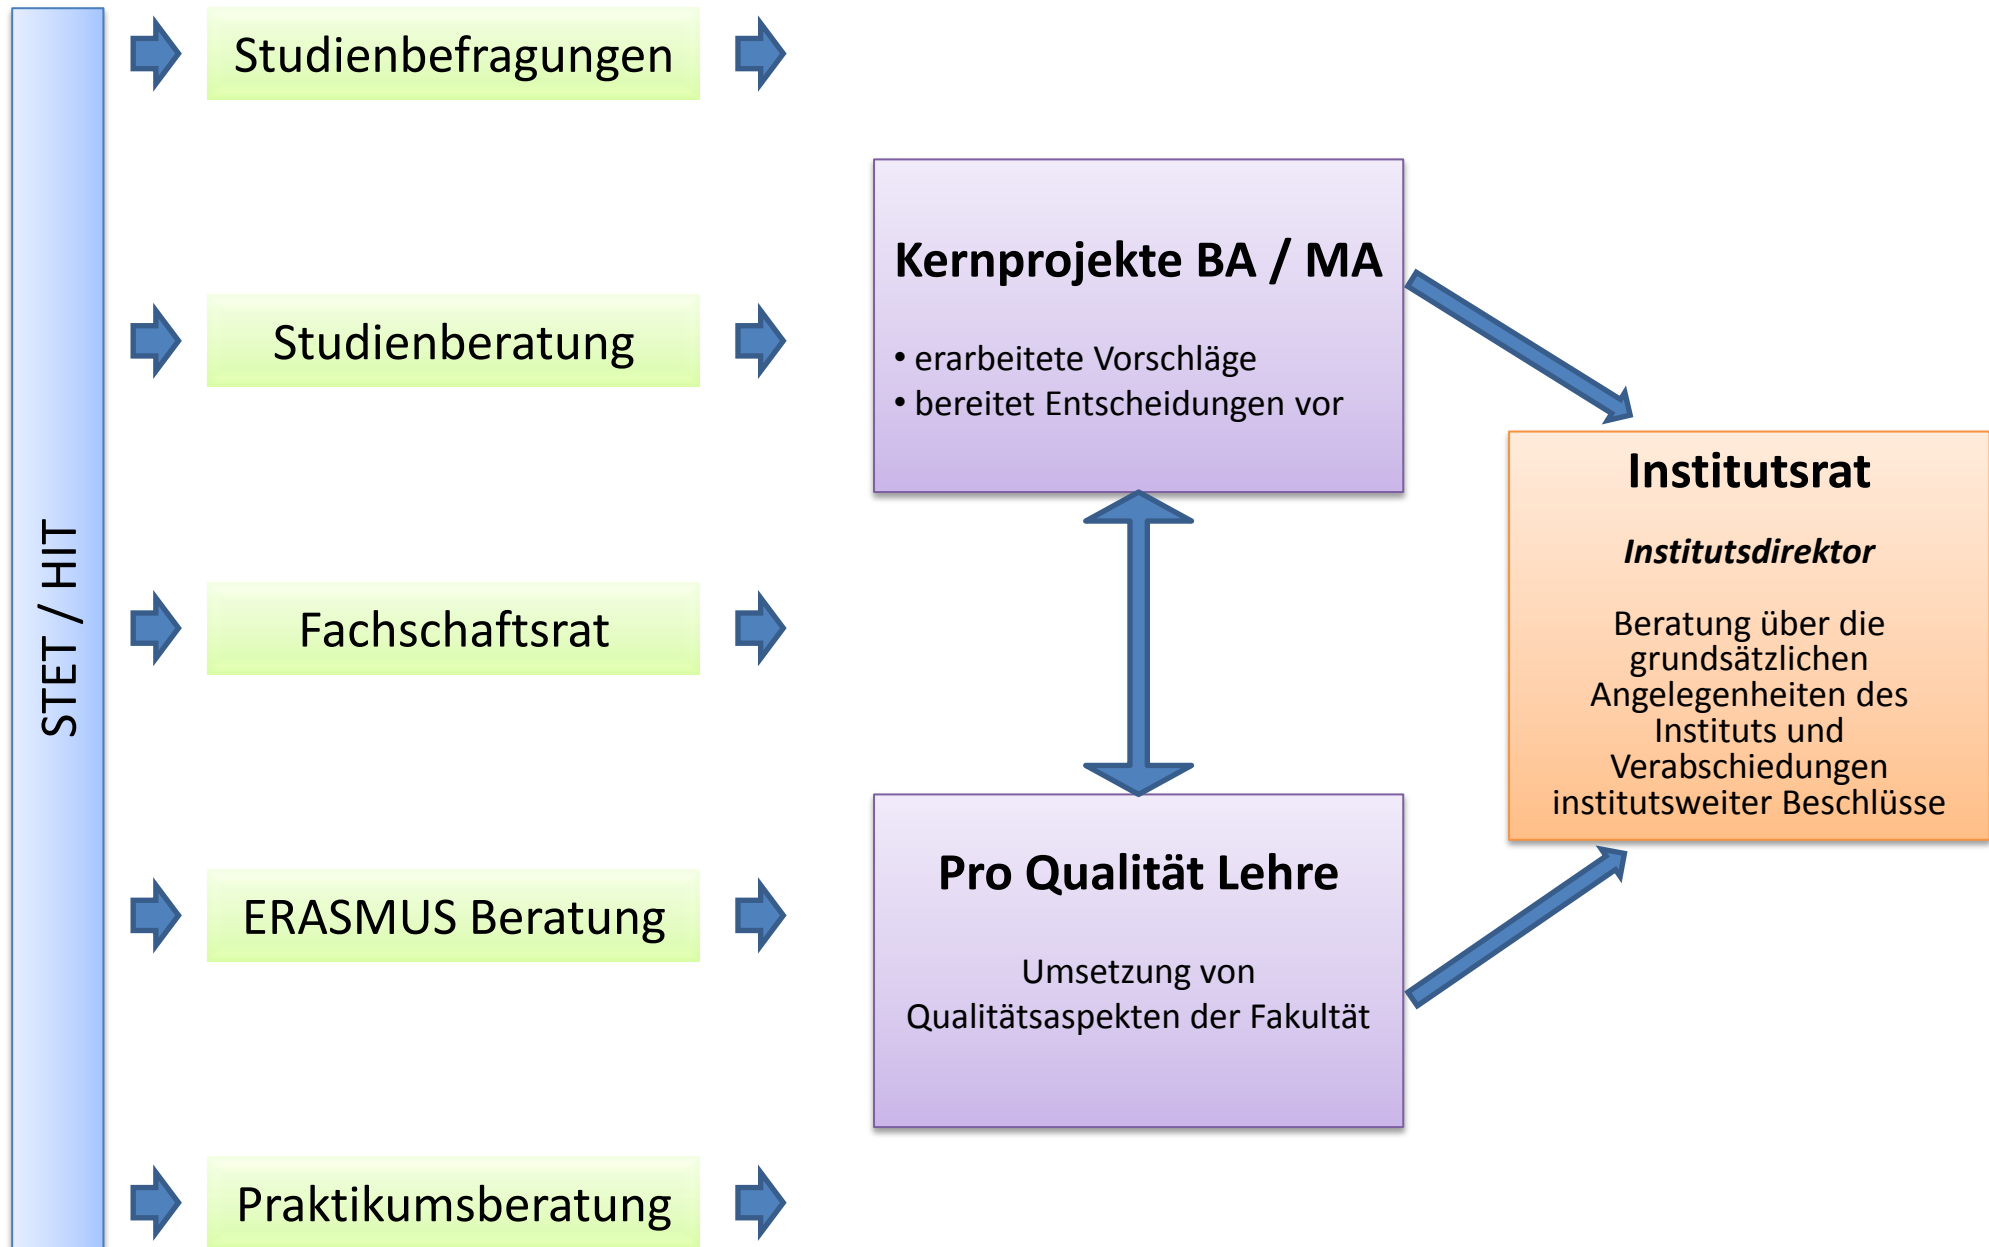 STET / HIT
Studienbefragungen
Studienberatung
Fachschaftsrat
ERASMUS Beratung
Praktikumsberatung
Kernprojekte BA / MA
• erarbeitete Vorschläge
• bereitet Entscheidungen vor
Pro Qualität Lehre
Umsetzung von
Qualitätsaspekten der Fakultät
Institutsrat
Institutsdirektor
Beratung über die
grundsätzlichen
Angelegenheiten des
Instituts und
Verabschiedungen
institutsweiter Beschlüsse